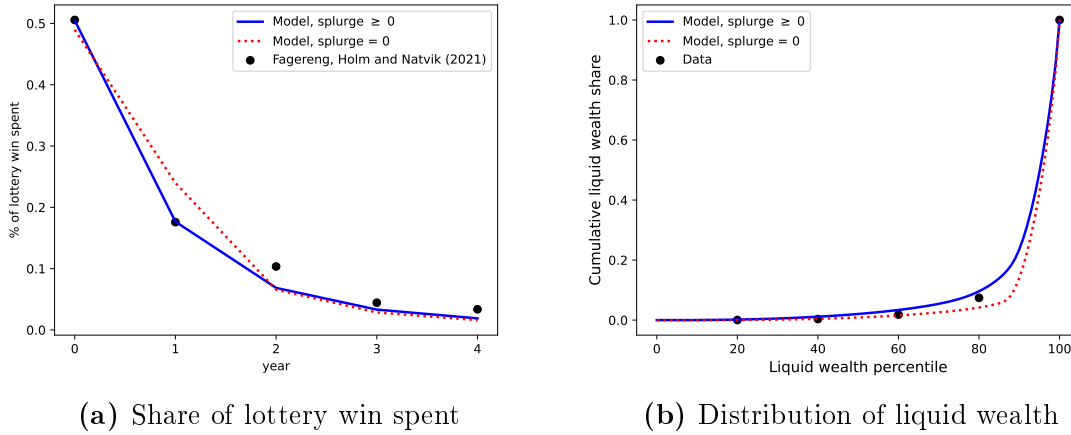 Model, splurge ≥ 0
Model, splurge = 0
Fagereng, Holm and Natvik (2021)
% of lottery win spent
0.5
0.4
0.3
0.2
0.1
0.0
0 1 2 3 4
year
(a) Share of lottery win spent
Model, splurge ≥ 0
Model, splurge = 0
Data
Cumulative liquid wealth share
1.0
0.8
0.6
0.4
0.2
0.0
0 20 40 60 80 100
Liquid wealth percentile
(b) Distribution of liquid wealth